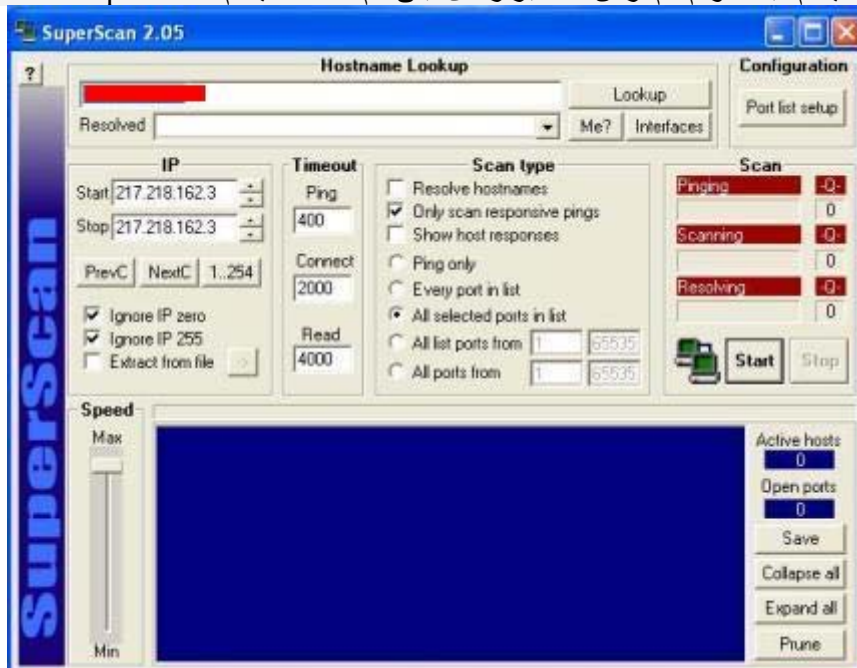 SuperScan 2.05
?
Hostname Lookup
Lookup
Resolved
Me?
Interfaces
Configuration
Port list setup
IP
Start 217.218.162.3
Stop 217.218.162.3
PrevC
NextC
1..254
Ignore IP zero
Ignore IP 255
Extract from file
Timeout
Ping
400
Connect
2000
Read
4000
Scan type
Resolve hostnames
Only scan responsive pings
Show host responses
Ping only
Every port in list
All selected ports in list
All list ports from 1 65535
All ports from 1 65535
Scan
Pinging -Q-
0
Scanning -Q-
0
Resolving -Q-
0
Start
Stop
SuperScan
Speed
Max
Min
Active hosts
0
Open ports
0
Save
Collapse all
Expand all
Prune